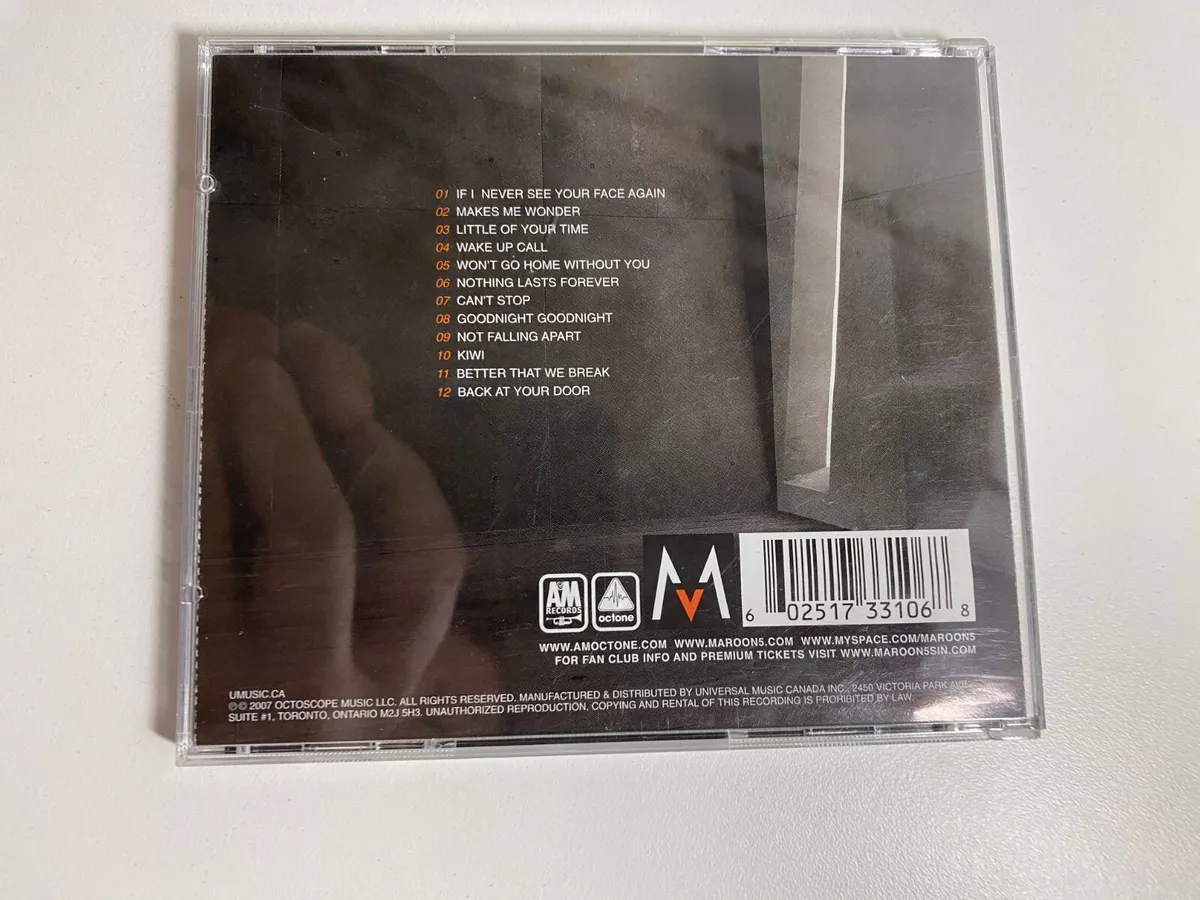 01 IF I NEVER SEE YOUR FACE AGAIN
02 MAKES ME WONDER
03 LITTLE OF YOUR TIME
04 WAKE UP CALL
05 WON'T GO HOME WITHOUT YOU
06 NOTHING LASTS FOREVER
07 CAN'T STOP
08 GOODNIGHT GOODNIGHT
09 NOT FALLING APART
10 KIWI
11 BETTER THAT WE BREAK
12 BACK AT YOUR DOOR
A&M RECORDS
octone
MV
6 02517 33106 8
WWW.AMOCTONE.COM WWW.MAROON5.COM WWW.MYSPACE.COM/MAROON5
FOR FAN CLUB INFO AND PREMIUM TICKETS VISIT WWW.MAROON5SIN.COM
UMUSIC.CA
℗© 2007 OCTOSCOPE MUSIC LLC. ALL RIGHTS RESERVED. MANUFACTURED & DISTRIBUTED BY UNIVERSAL MUSIC CANADA INC., 2450 VICTORIA PARK AVE.,
SUITE #1, TORONTO, ONTARIO M2J 5H3. UNAUTHORIZED REPRODUCTION, COPYING AND RENTAL OF THIS RECORDING IS PROHIBITED BY LAW.